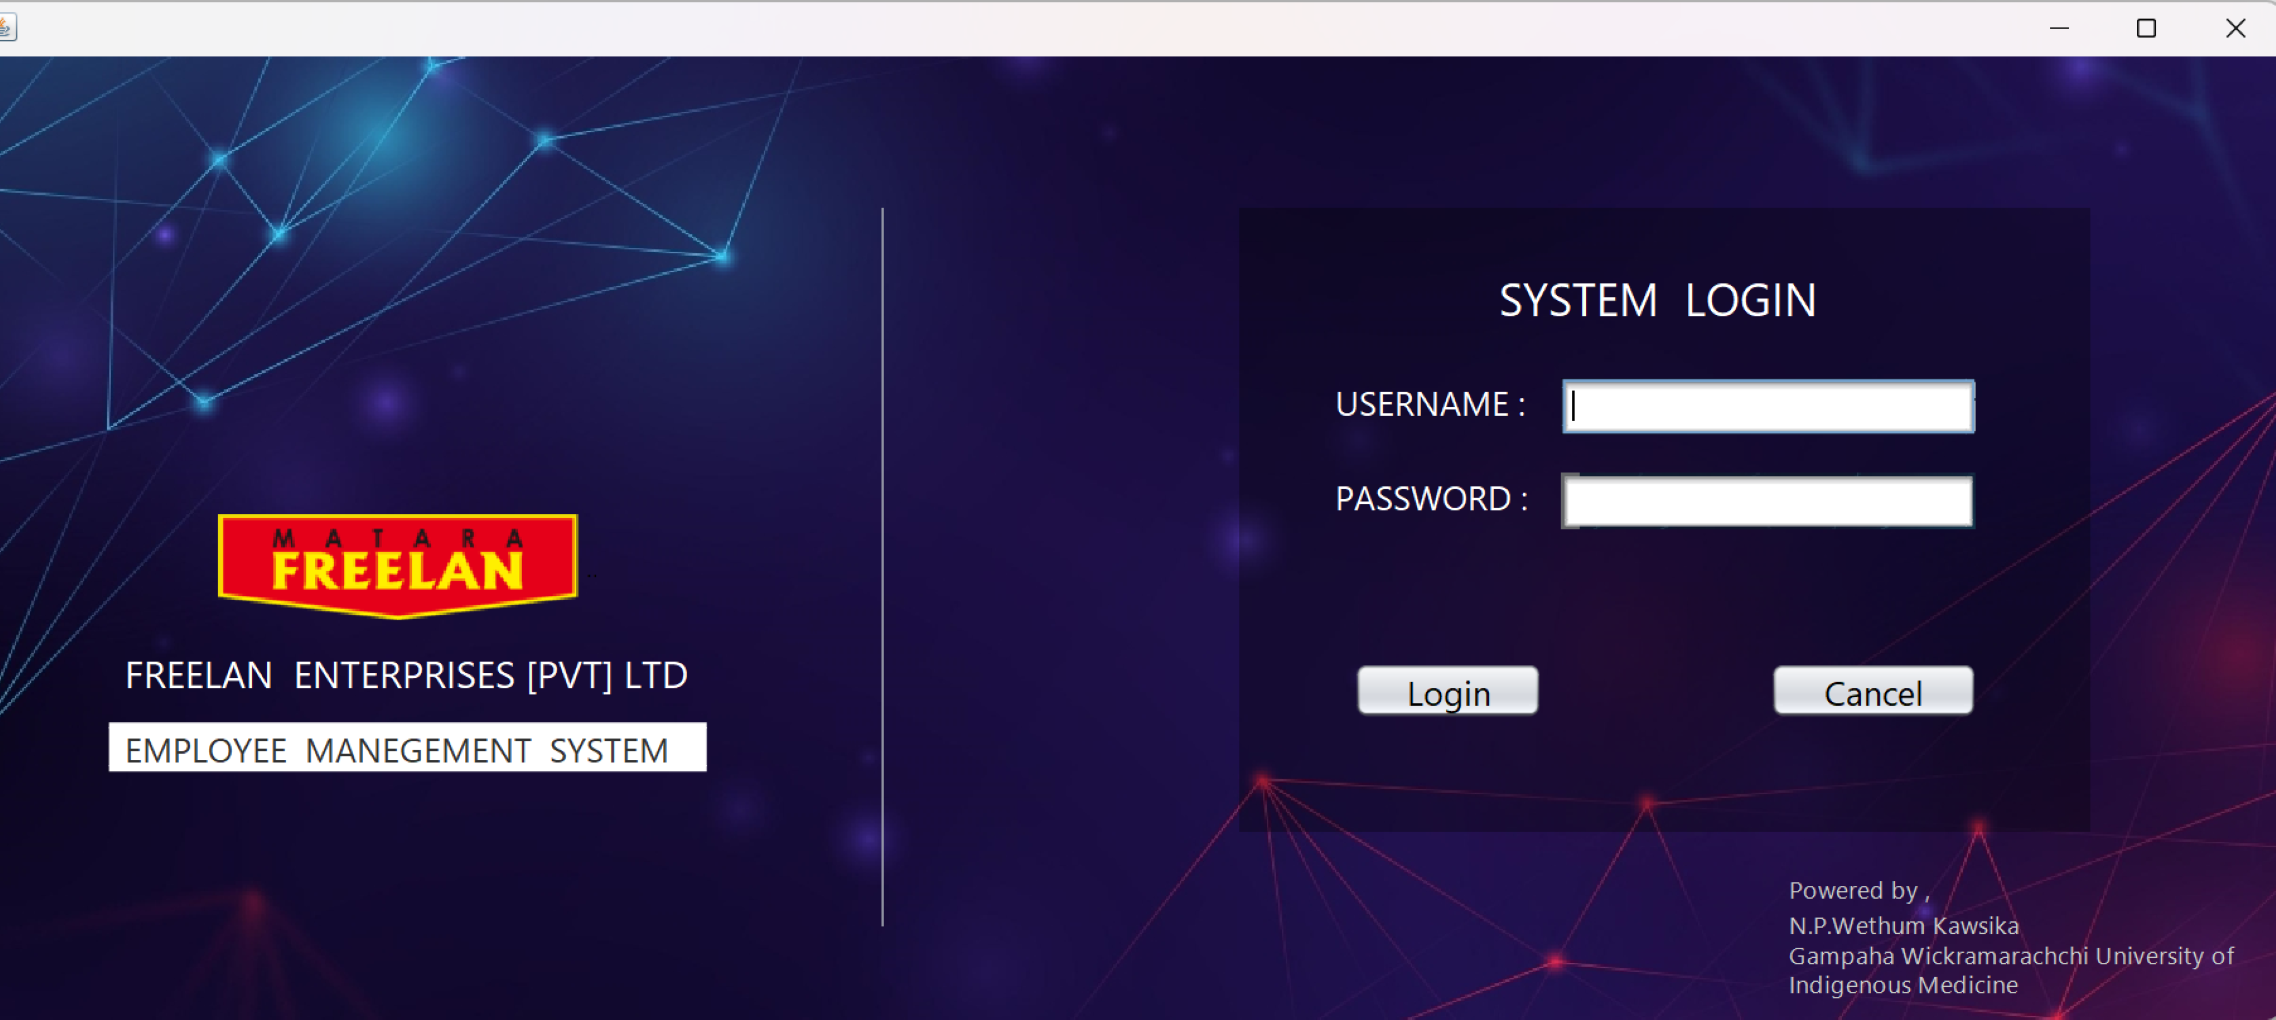 MATARA
FREELAN
FREELAN ENTERPRISES [PVT] LTD
EMPLOYEE MANEGEMENT SYSTEM
SYSTEM LOGIN
USERNAME :
PASSWORD :
Login Cancel
Powered by ,
N.P.Wethum Kawsika
Gampaha Wickramarachchi University of
Indigenous Medicine